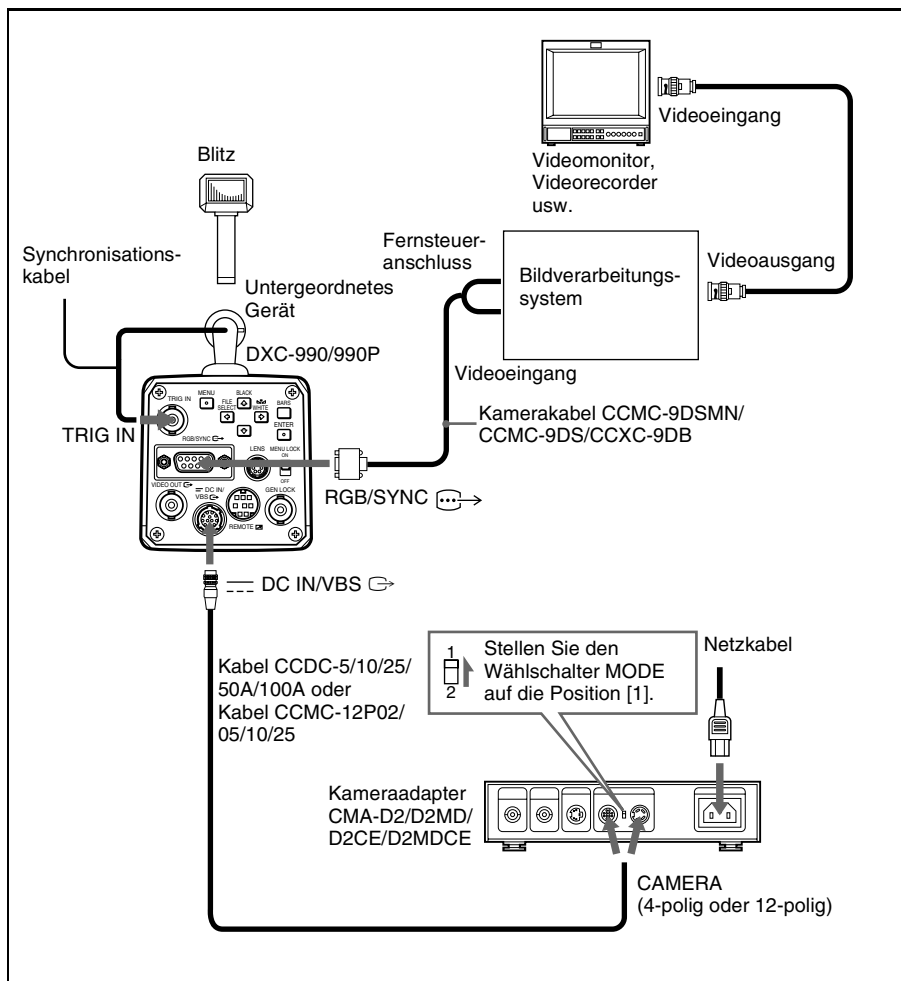 Videoeingang
Videomonitor,
Videorecorder
usw.
Blitz
Synchronisations-
kabel
Fernsteuer-
anschluss
Bildverarbeitungs-
system
Videoausgang
Untergeordnetes
Gerät
DXC-990/990P
Videoeingang
Kamerakabel CCMC-9DSMN/
CCMC-9DS/CCXC-9DB
TRIG IN
TRIG IN
MENU
BLACK
FILE
SELECT
WHITE
BARS
ENTER
RGB/SYNC
LENS
MENU LOCK
ON
OFF
VIDEO OUT
DC IN/
VBS
GEN LOCK
REMOTE
RGB/SYNC
DC IN/VBS
Kabel CCDC-5/10/25/
50A/100A oder
Kabel CCMC-12P02/
05/10/25
1
2
Stellen Sie den
Wählschalter MODE
auf die Position [1].
Netzkabel
Kameraadapter
CMA-D2/D2MD/
D2CE/D2MDCE
CAMERA
(4-polig oder 12-polig)